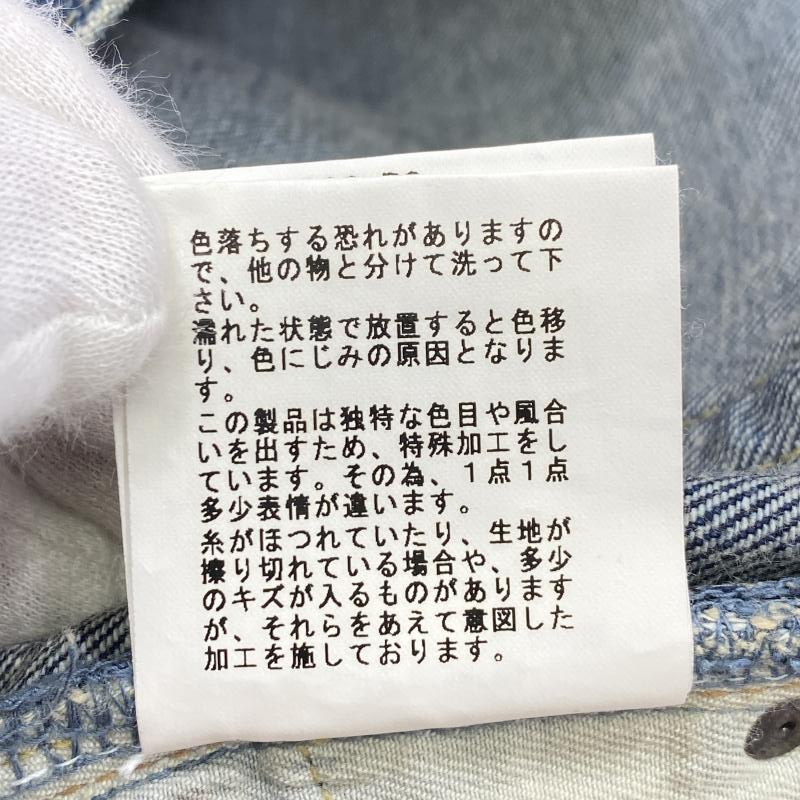 色落ちする恐れがありますの
で、他の物と分けて洗って下
さい。
濡れた状態で放置すると色移
り、色にじみの原因となりま
す。
この製品は独特な色目や風合
いを出すため、特殊加工をし
ています。その為、1点1点
多少表情が違います。
糸がほつれていたり、生地が
擦り切れている場合や、多少
のキズが入るものがあります
が、それらをあえて意図した
加工を施しております。